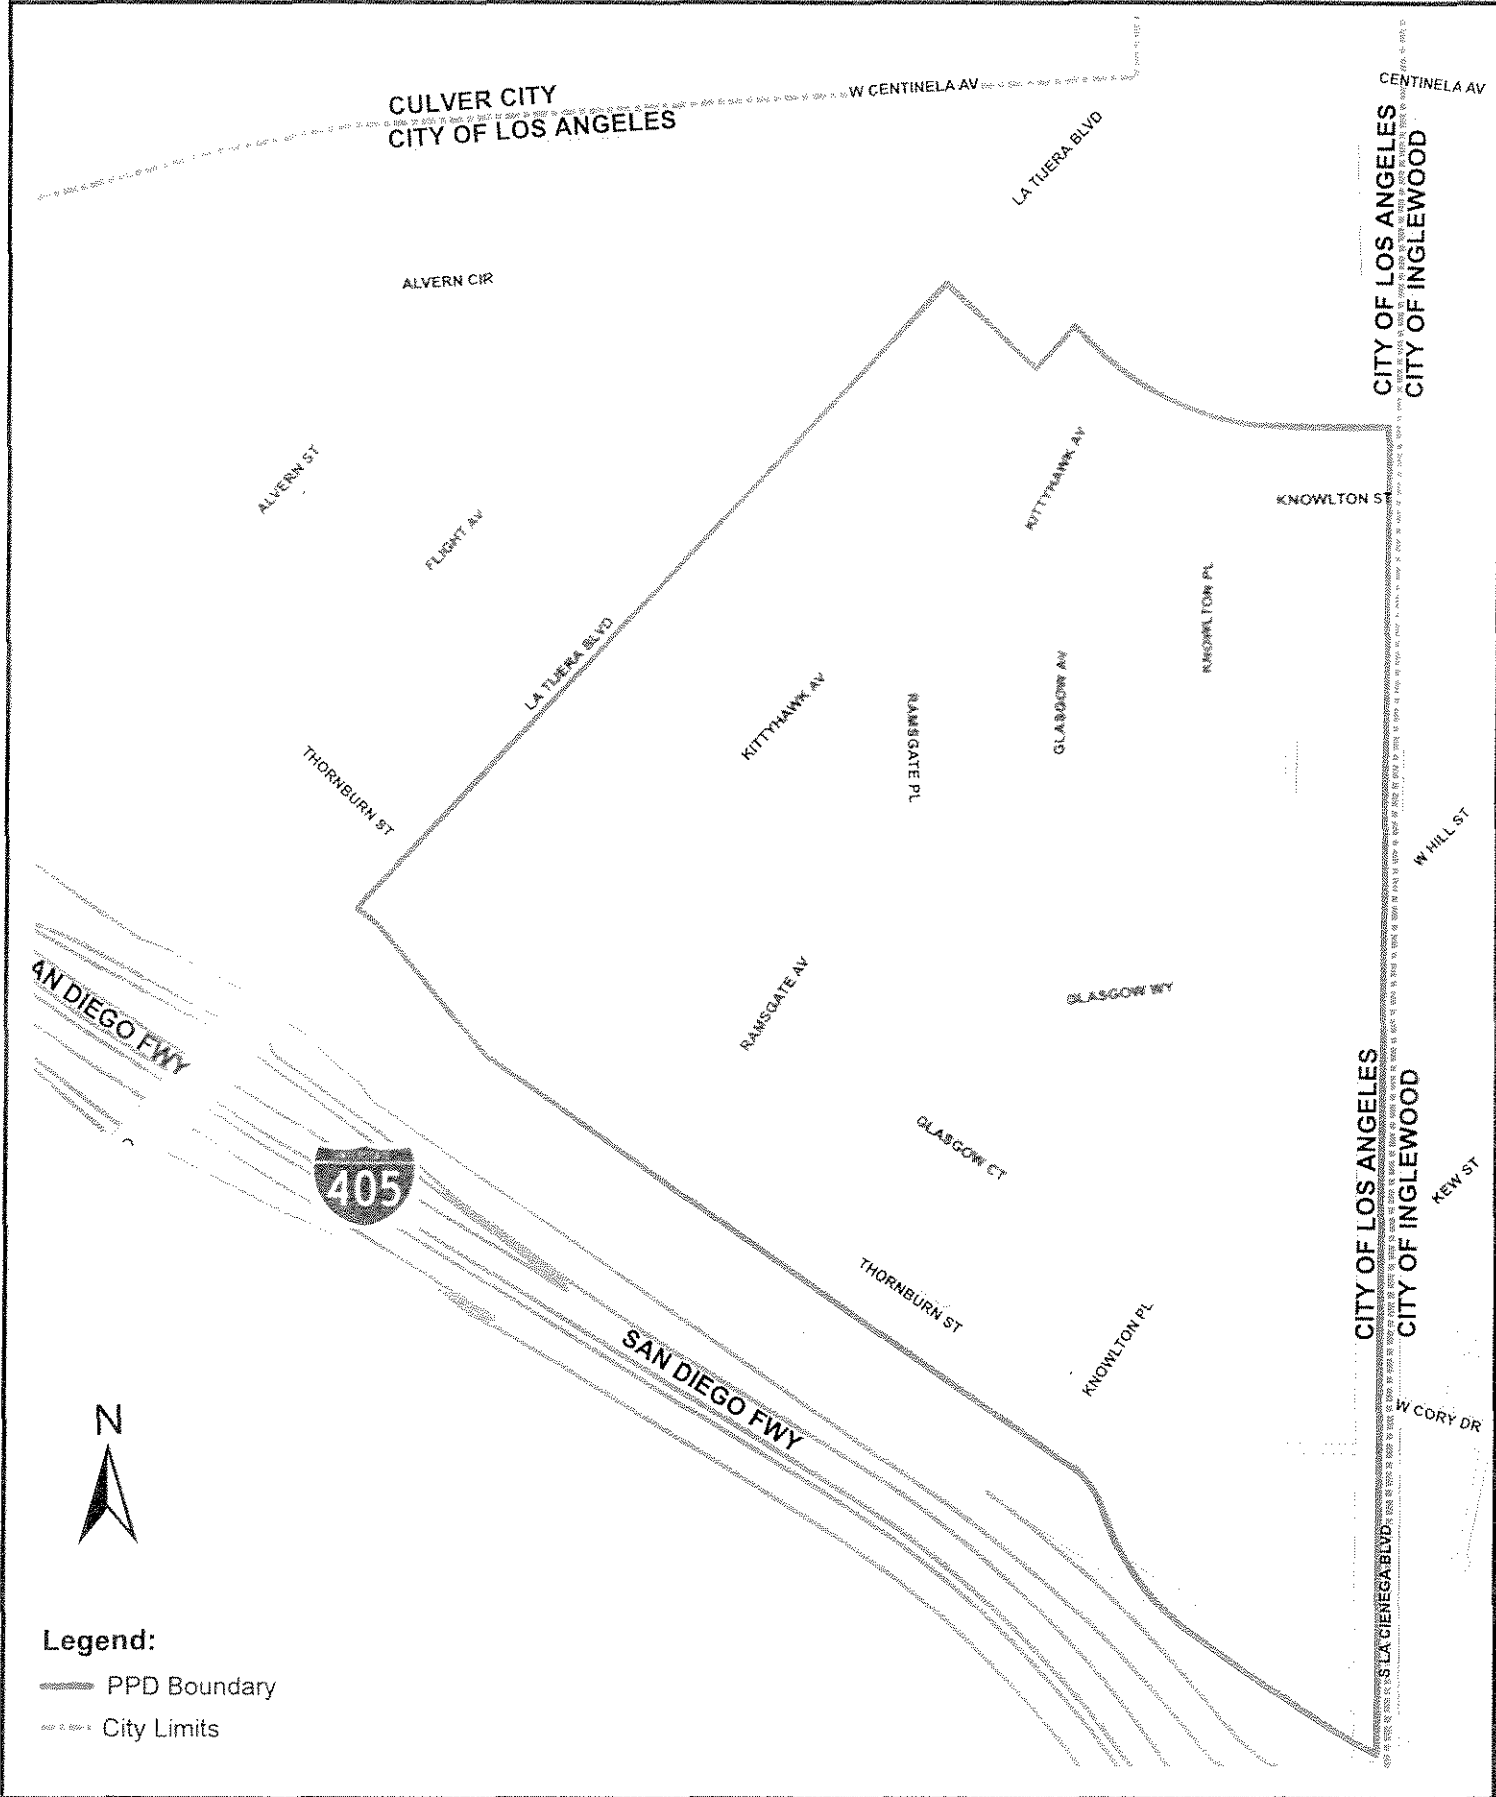 CULVER CITY
W CENTINELA AV
CENTINELA AV
CITY OF LOS ANGELES
LA TIJERA BLVD
CITY OF LOS ANGELES
CITY OF INGLEWOOD
ALVERN CIR
ALVERN ST
FLIGHT AV
KITTYHAWK AV
KNOWLTON ST
KNOWLTON PL
LA TIJERA BLVD
KITTYHAWK AV
RAMSGATE PL
GLASGOW AV
THORNBURN ST
W HILL ST
AN DIEGO FWY
RAMSGATE AV
GLASGOW WY
GLASGOW CT
CITY OF LOS ANGELES
CITY OF INGLEWOOD
KEW ST
405
THORNBURN ST
KNOWLTON PL
SAN DIEGO FWY
W CORY DR
N
S LA CIENEGA BLVD
Legend:
PPD Boundary
City Limits